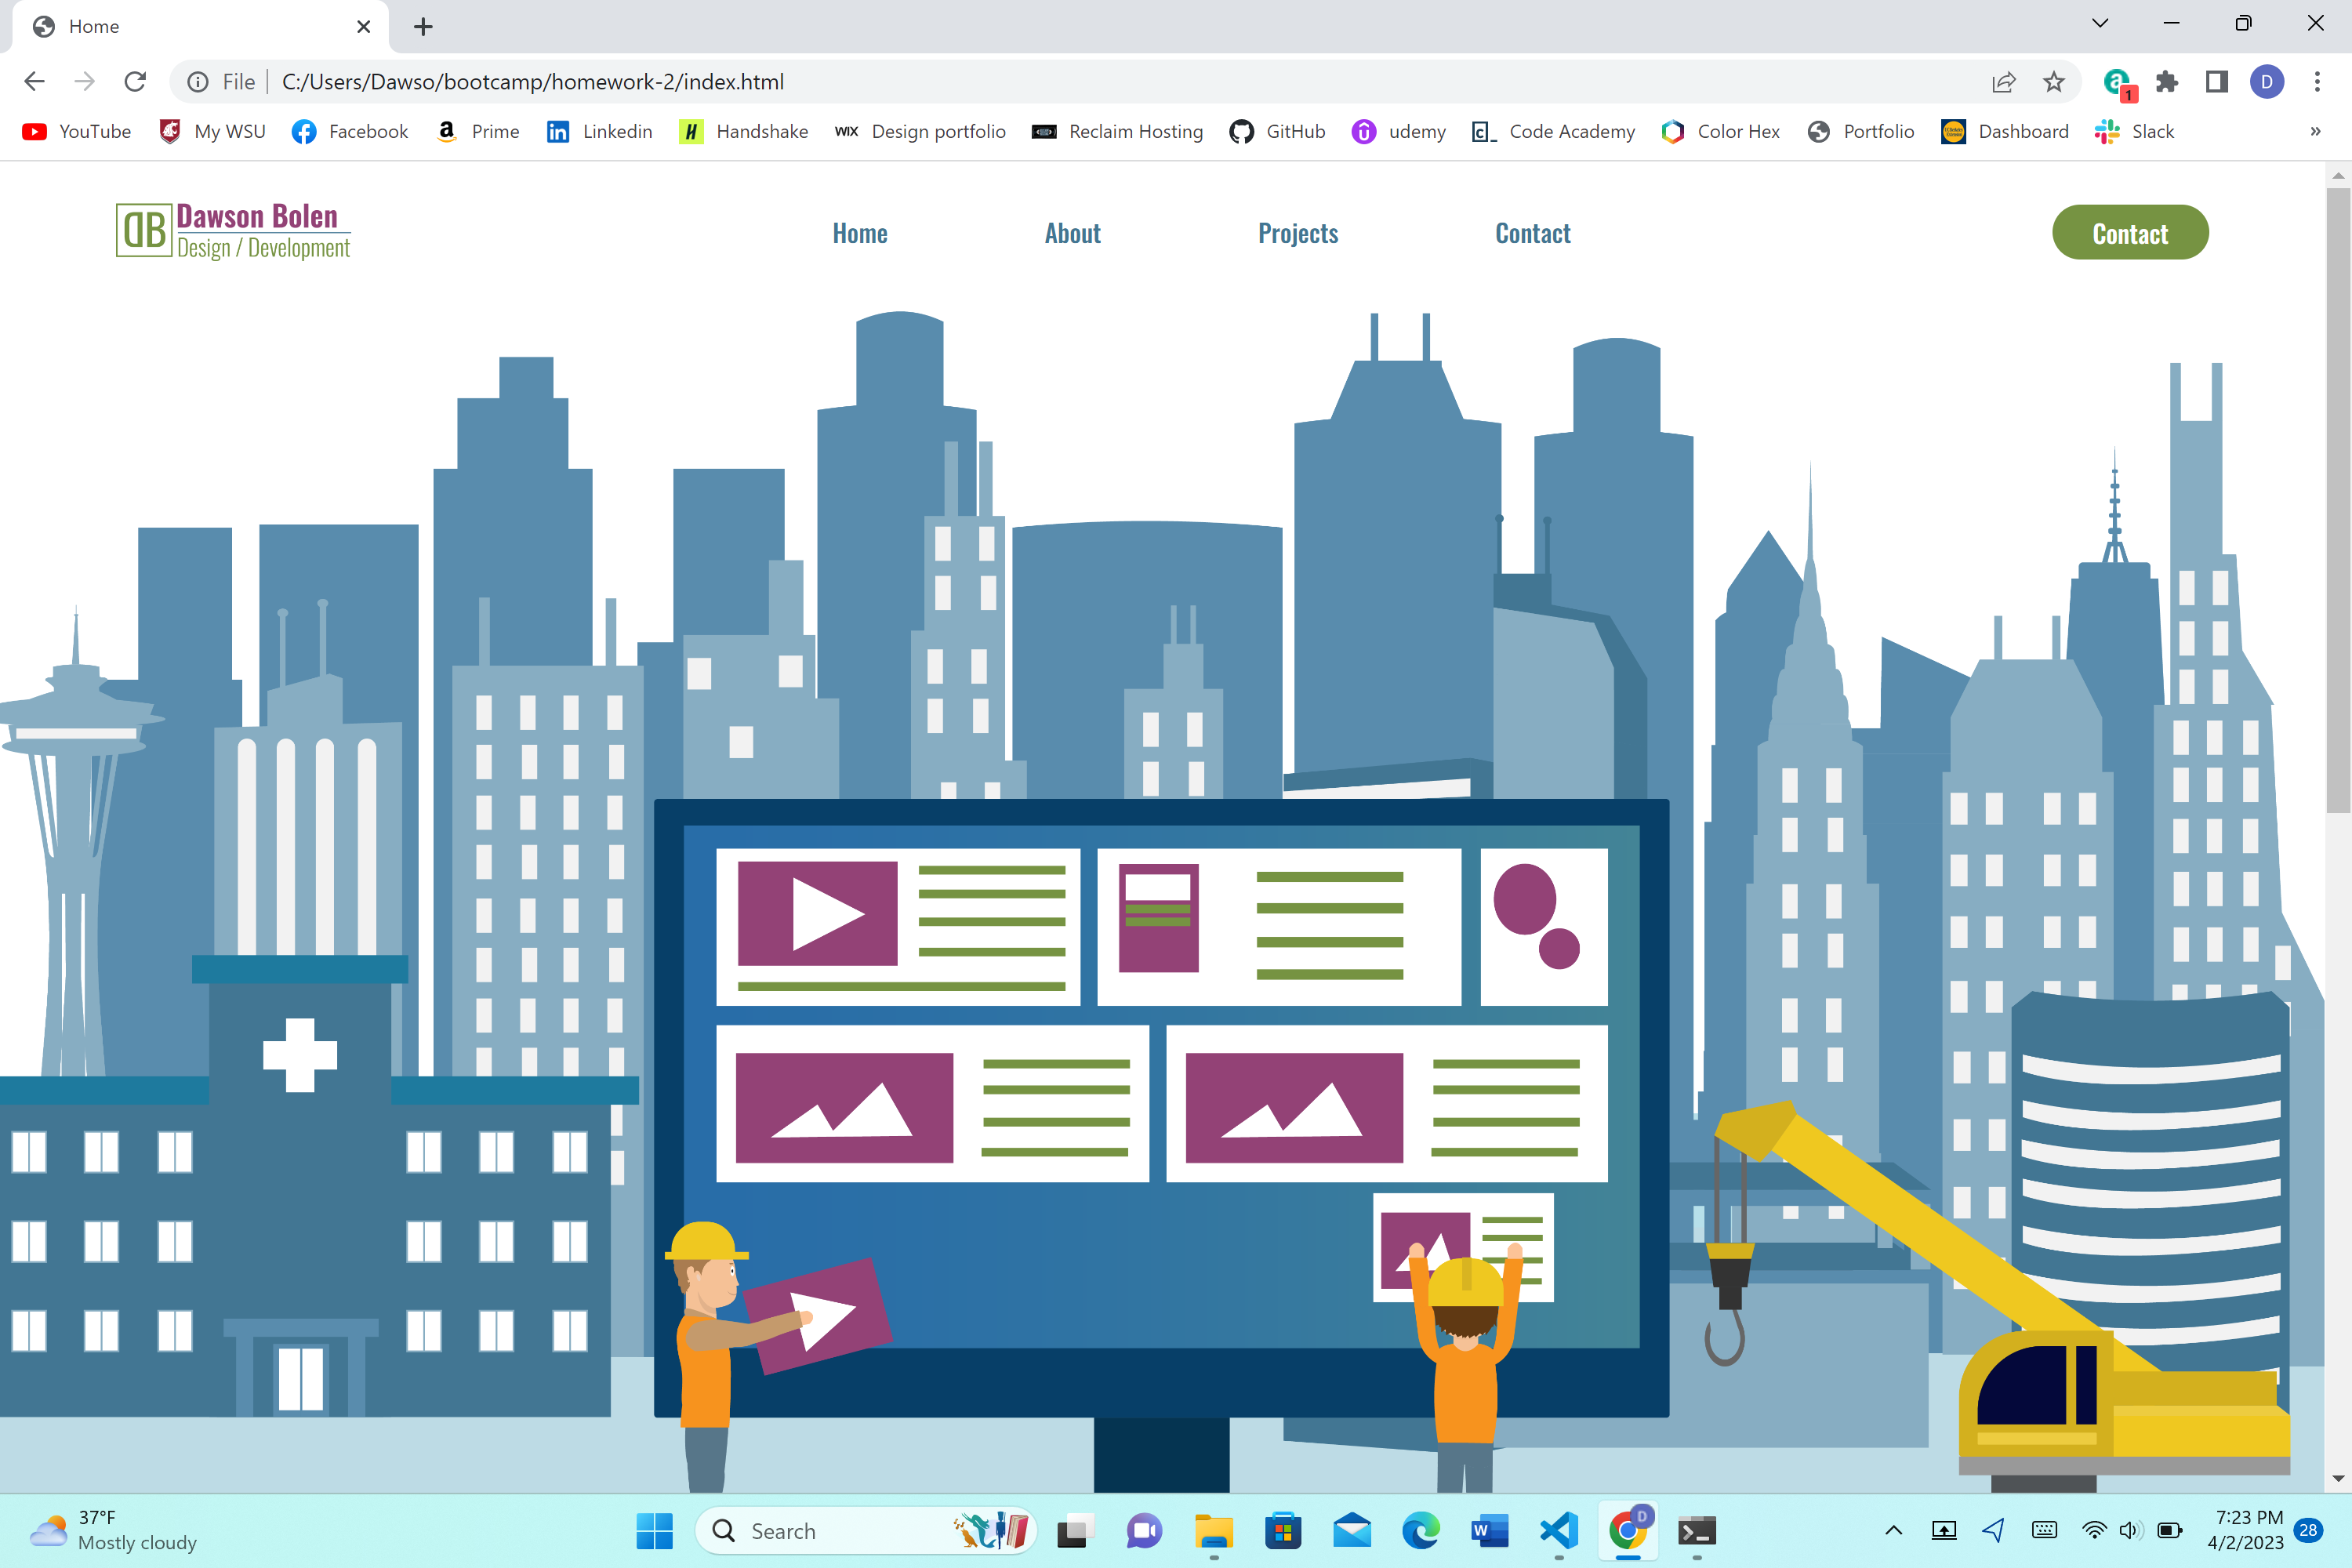 Home
File C:/Users/Dawso/bootcamp/homework-2/index.html
1
D
YouTube My WSU Facebook Prime Linkedin Handshake WIX Design portfolio Reclaim Hosting GitHub udemy Code Academy Color Hex Portfolio Dashboard Slack »
DB Dawson Bolen
Design / Development
Home About Projects Contact Contact
37°F
Mostly cloudy
Search
D
7:23 PM
4/2/2023
28